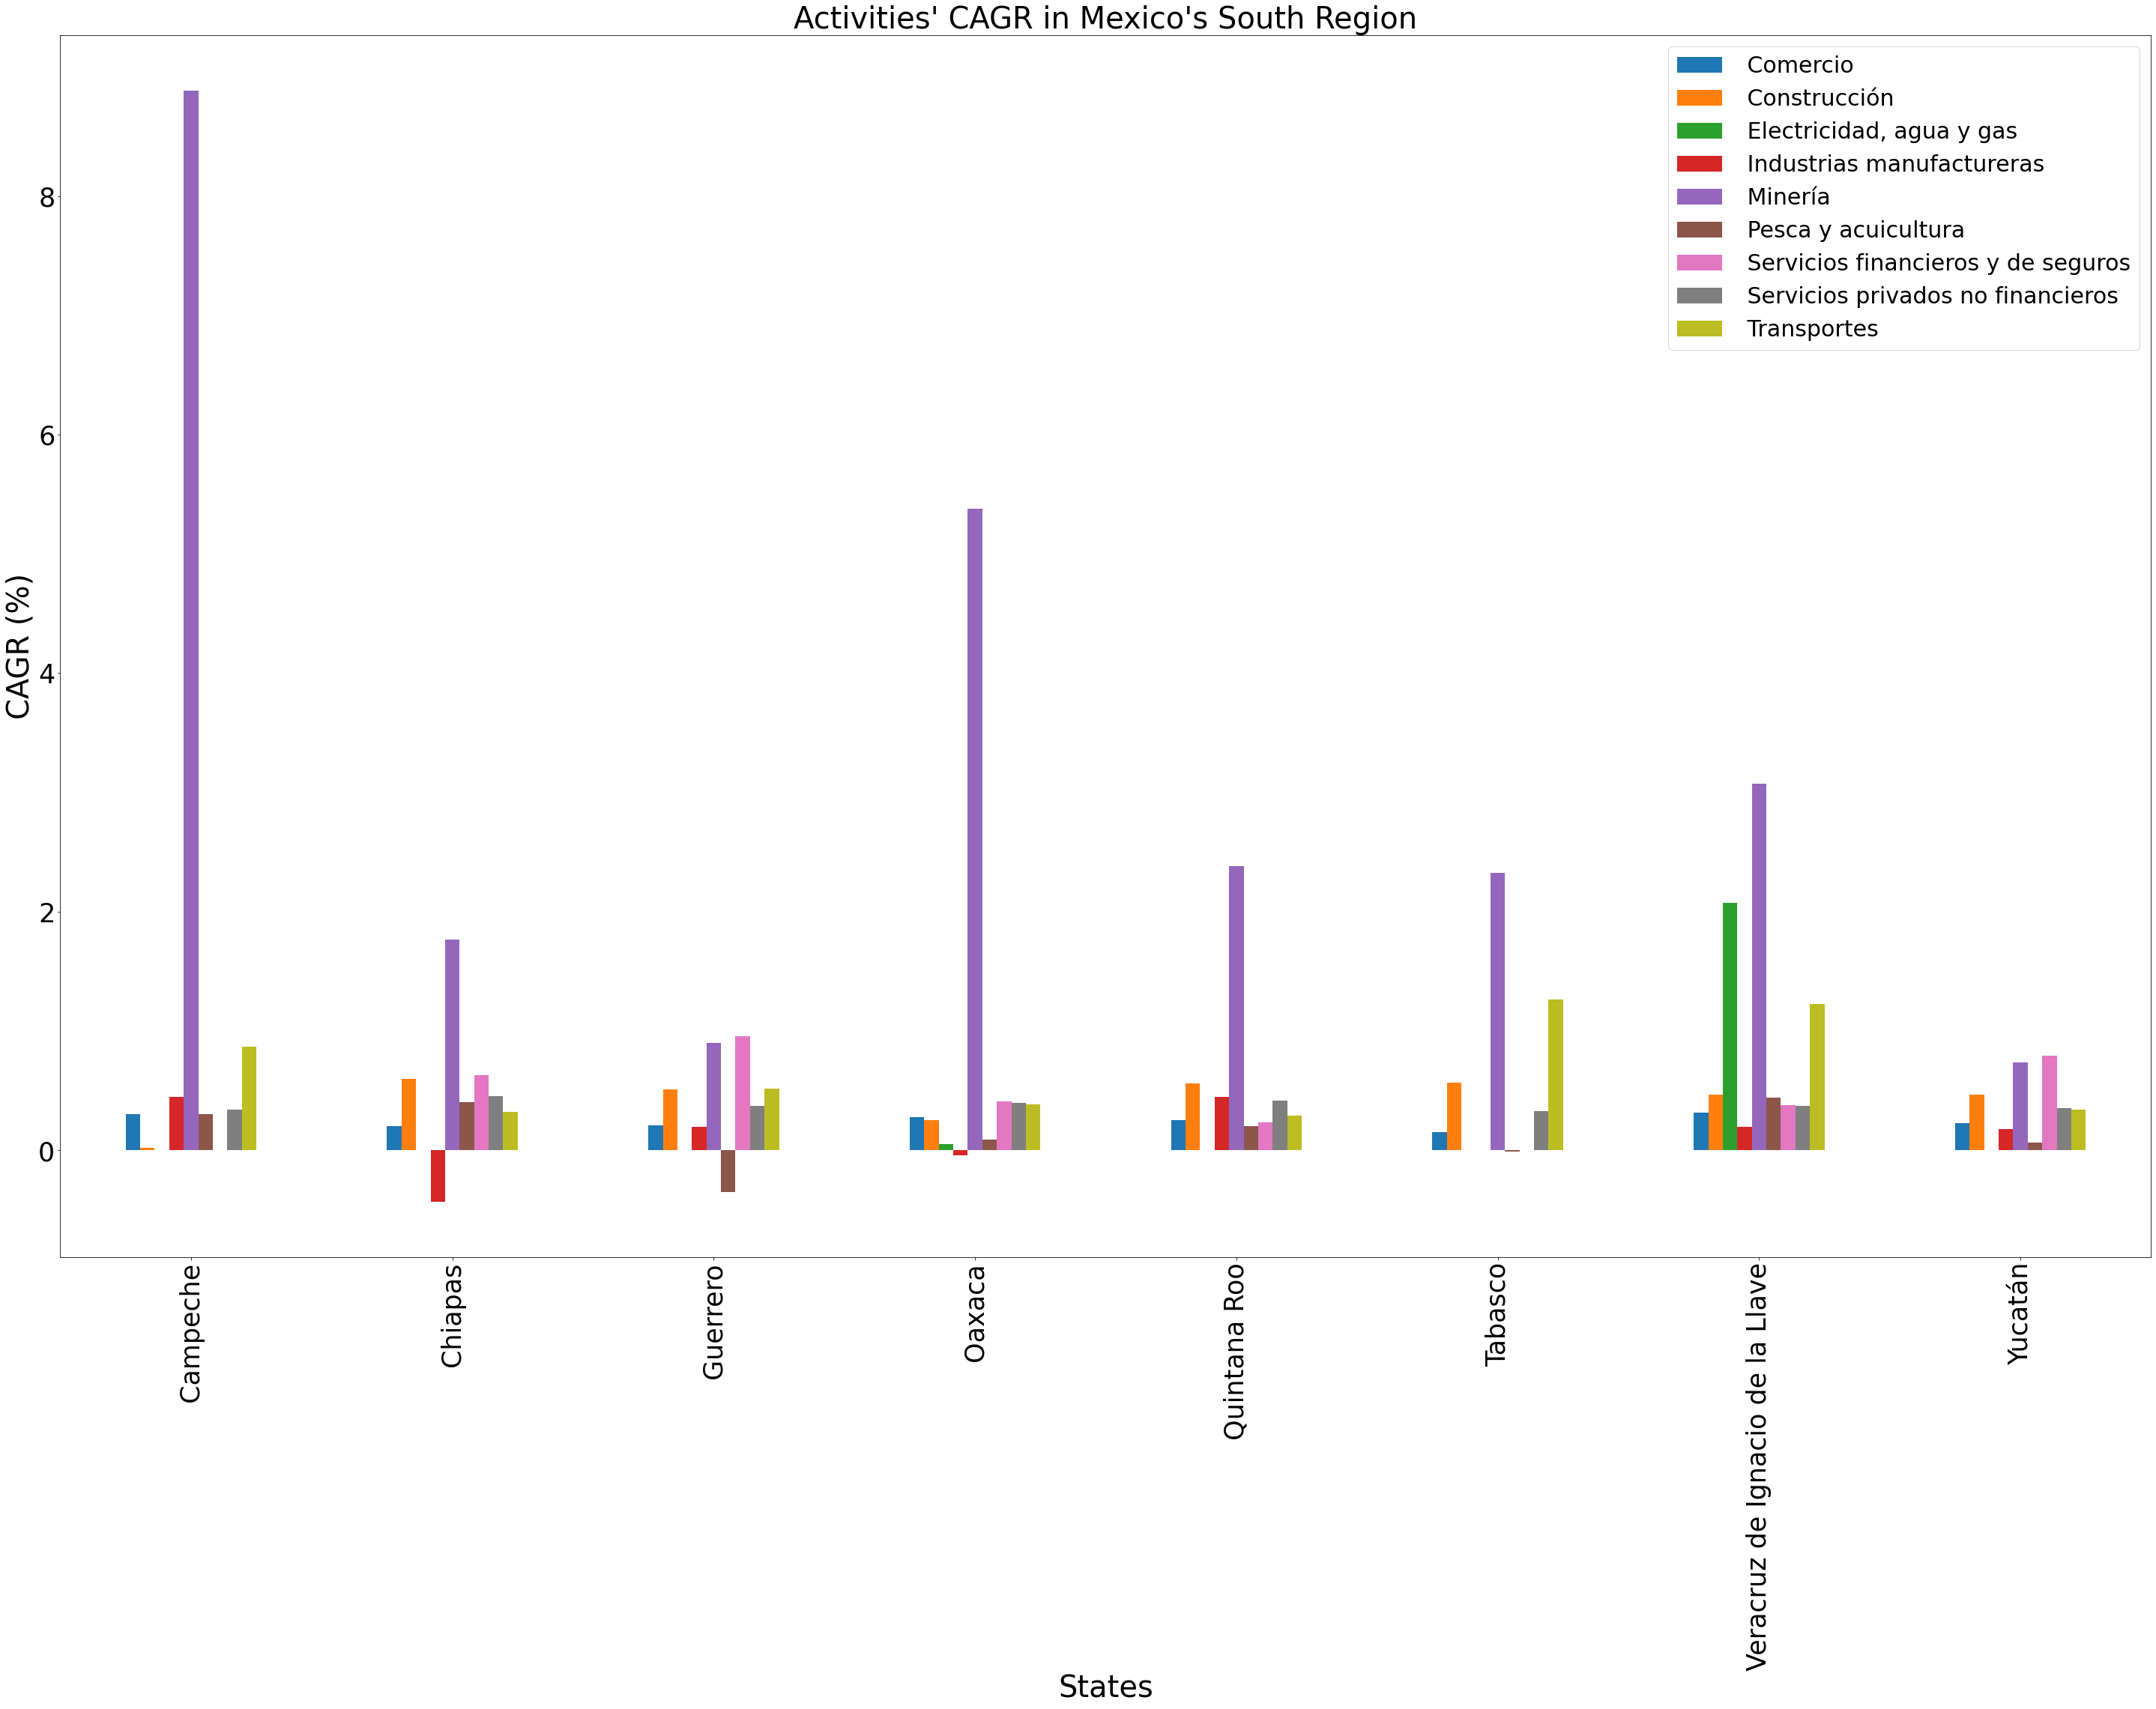 Activities' CAGR in Mexico's South Region
Comercio
Construcción
Electricidad, agua y gas
Industrias manufactureras
Minería
Pesca y acuicultura
Servicios financieros y de seguros
Servicios privados no financieros
Transportes
CAGR (%)
8
6
4
2
0
Campeche
Chiapas
Guerrero
Oaxaca
Quintana Roo
Tabasco
Veracruz de Ignacio de la Llave
Yucatán
States